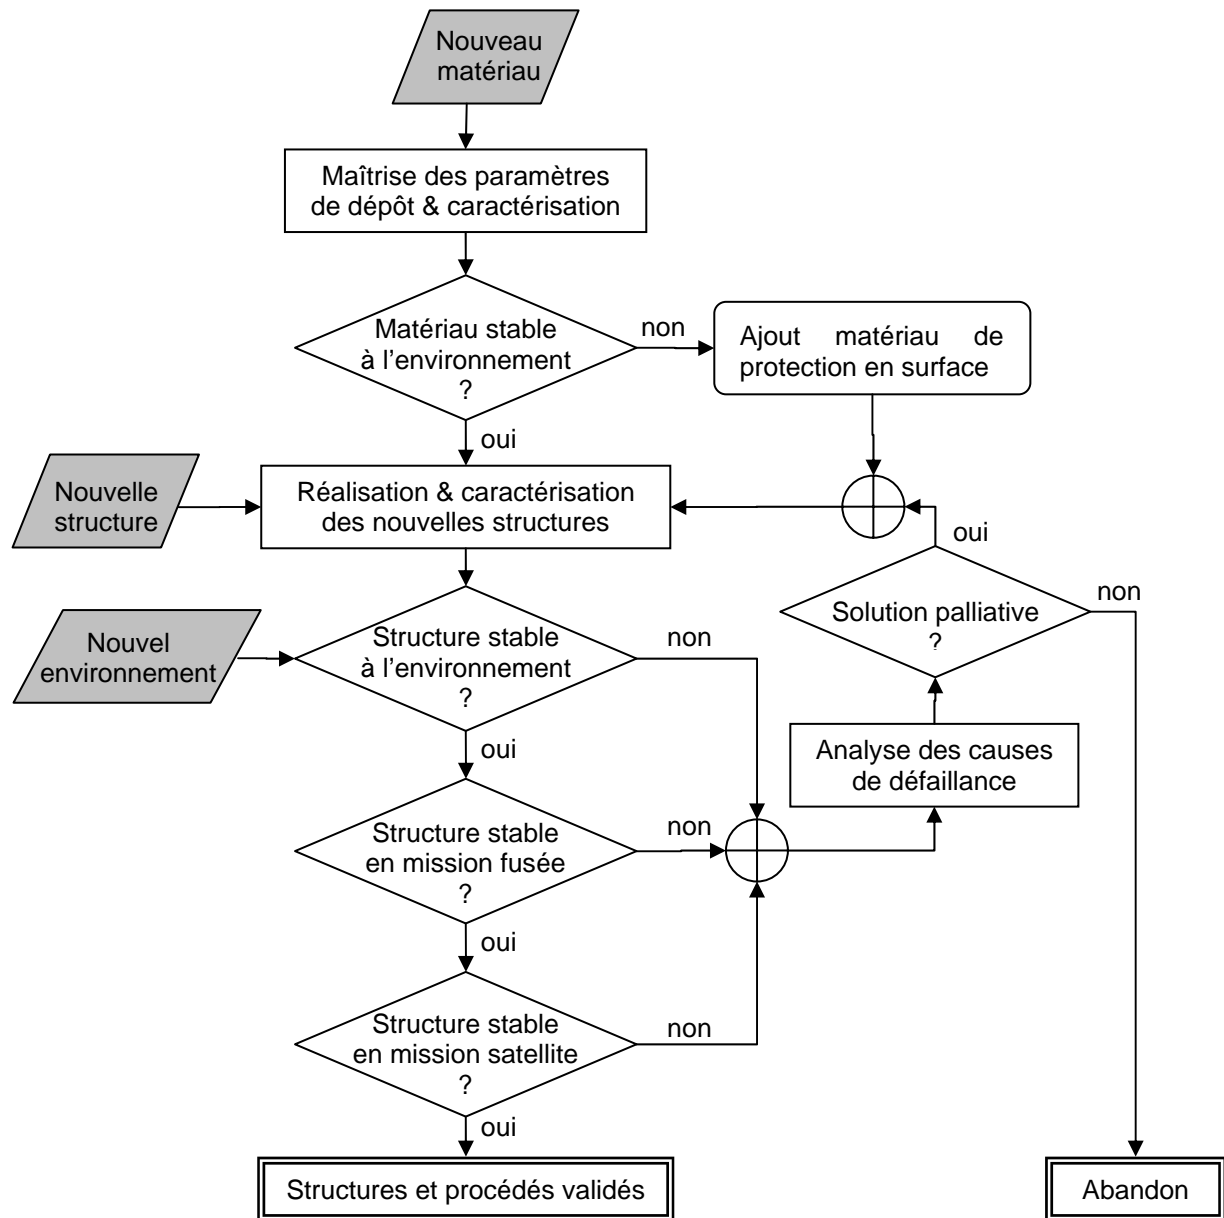 Nouveau
matériau
Maîtrise des paramètres
de dépôt & caractérisation
Matériau stable
à l’environnement
?
non
Ajout matériau de
protection en surface
oui
Nouvelle
structure
Réalisation & caractérisation
des nouvelles structures
oui
Solution palliative
?
non
Nouvel
environnement
Structure stable
à l’environnement
?
non
oui
Analyse des causes
de défaillance
Structure stable
en mission fusée
?
non
oui
Structure stable
en mission satellite
?
non
oui
Structures et procédés validés
Abandon